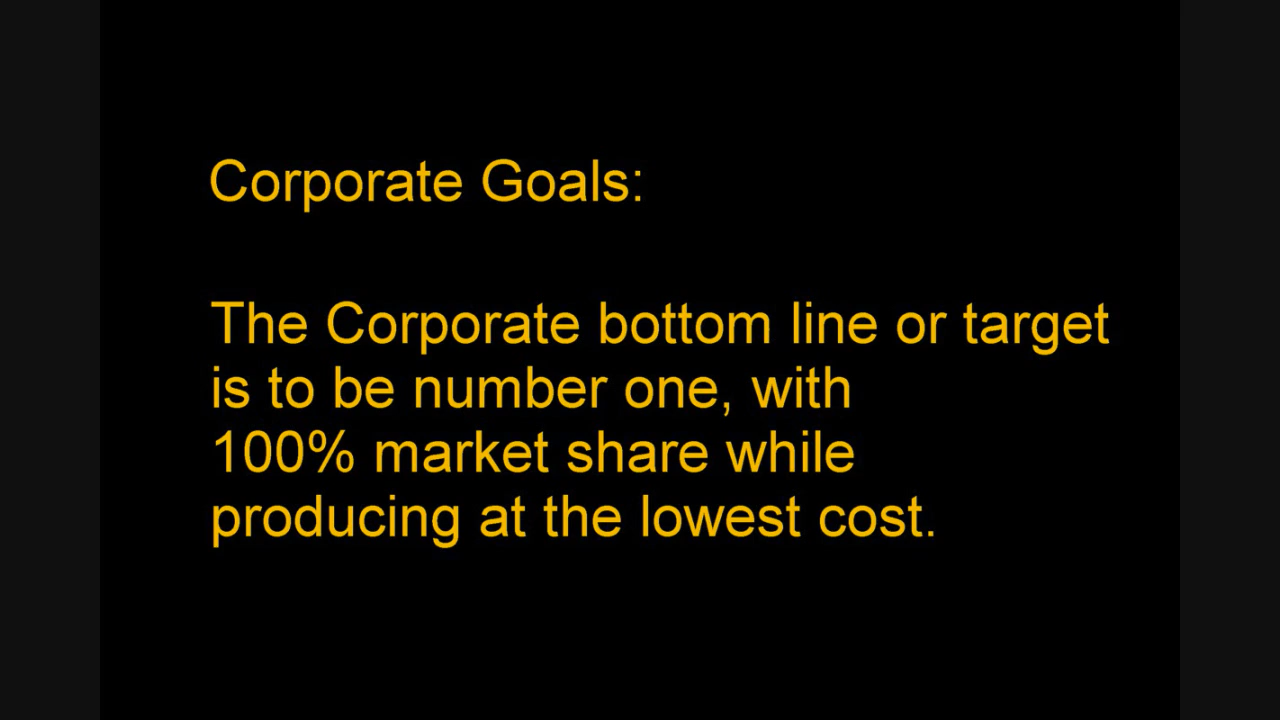 Corporate Goals:
The Corporate bottom line or target
is to be number one, with
100% market share while
producing at the lowest cost.